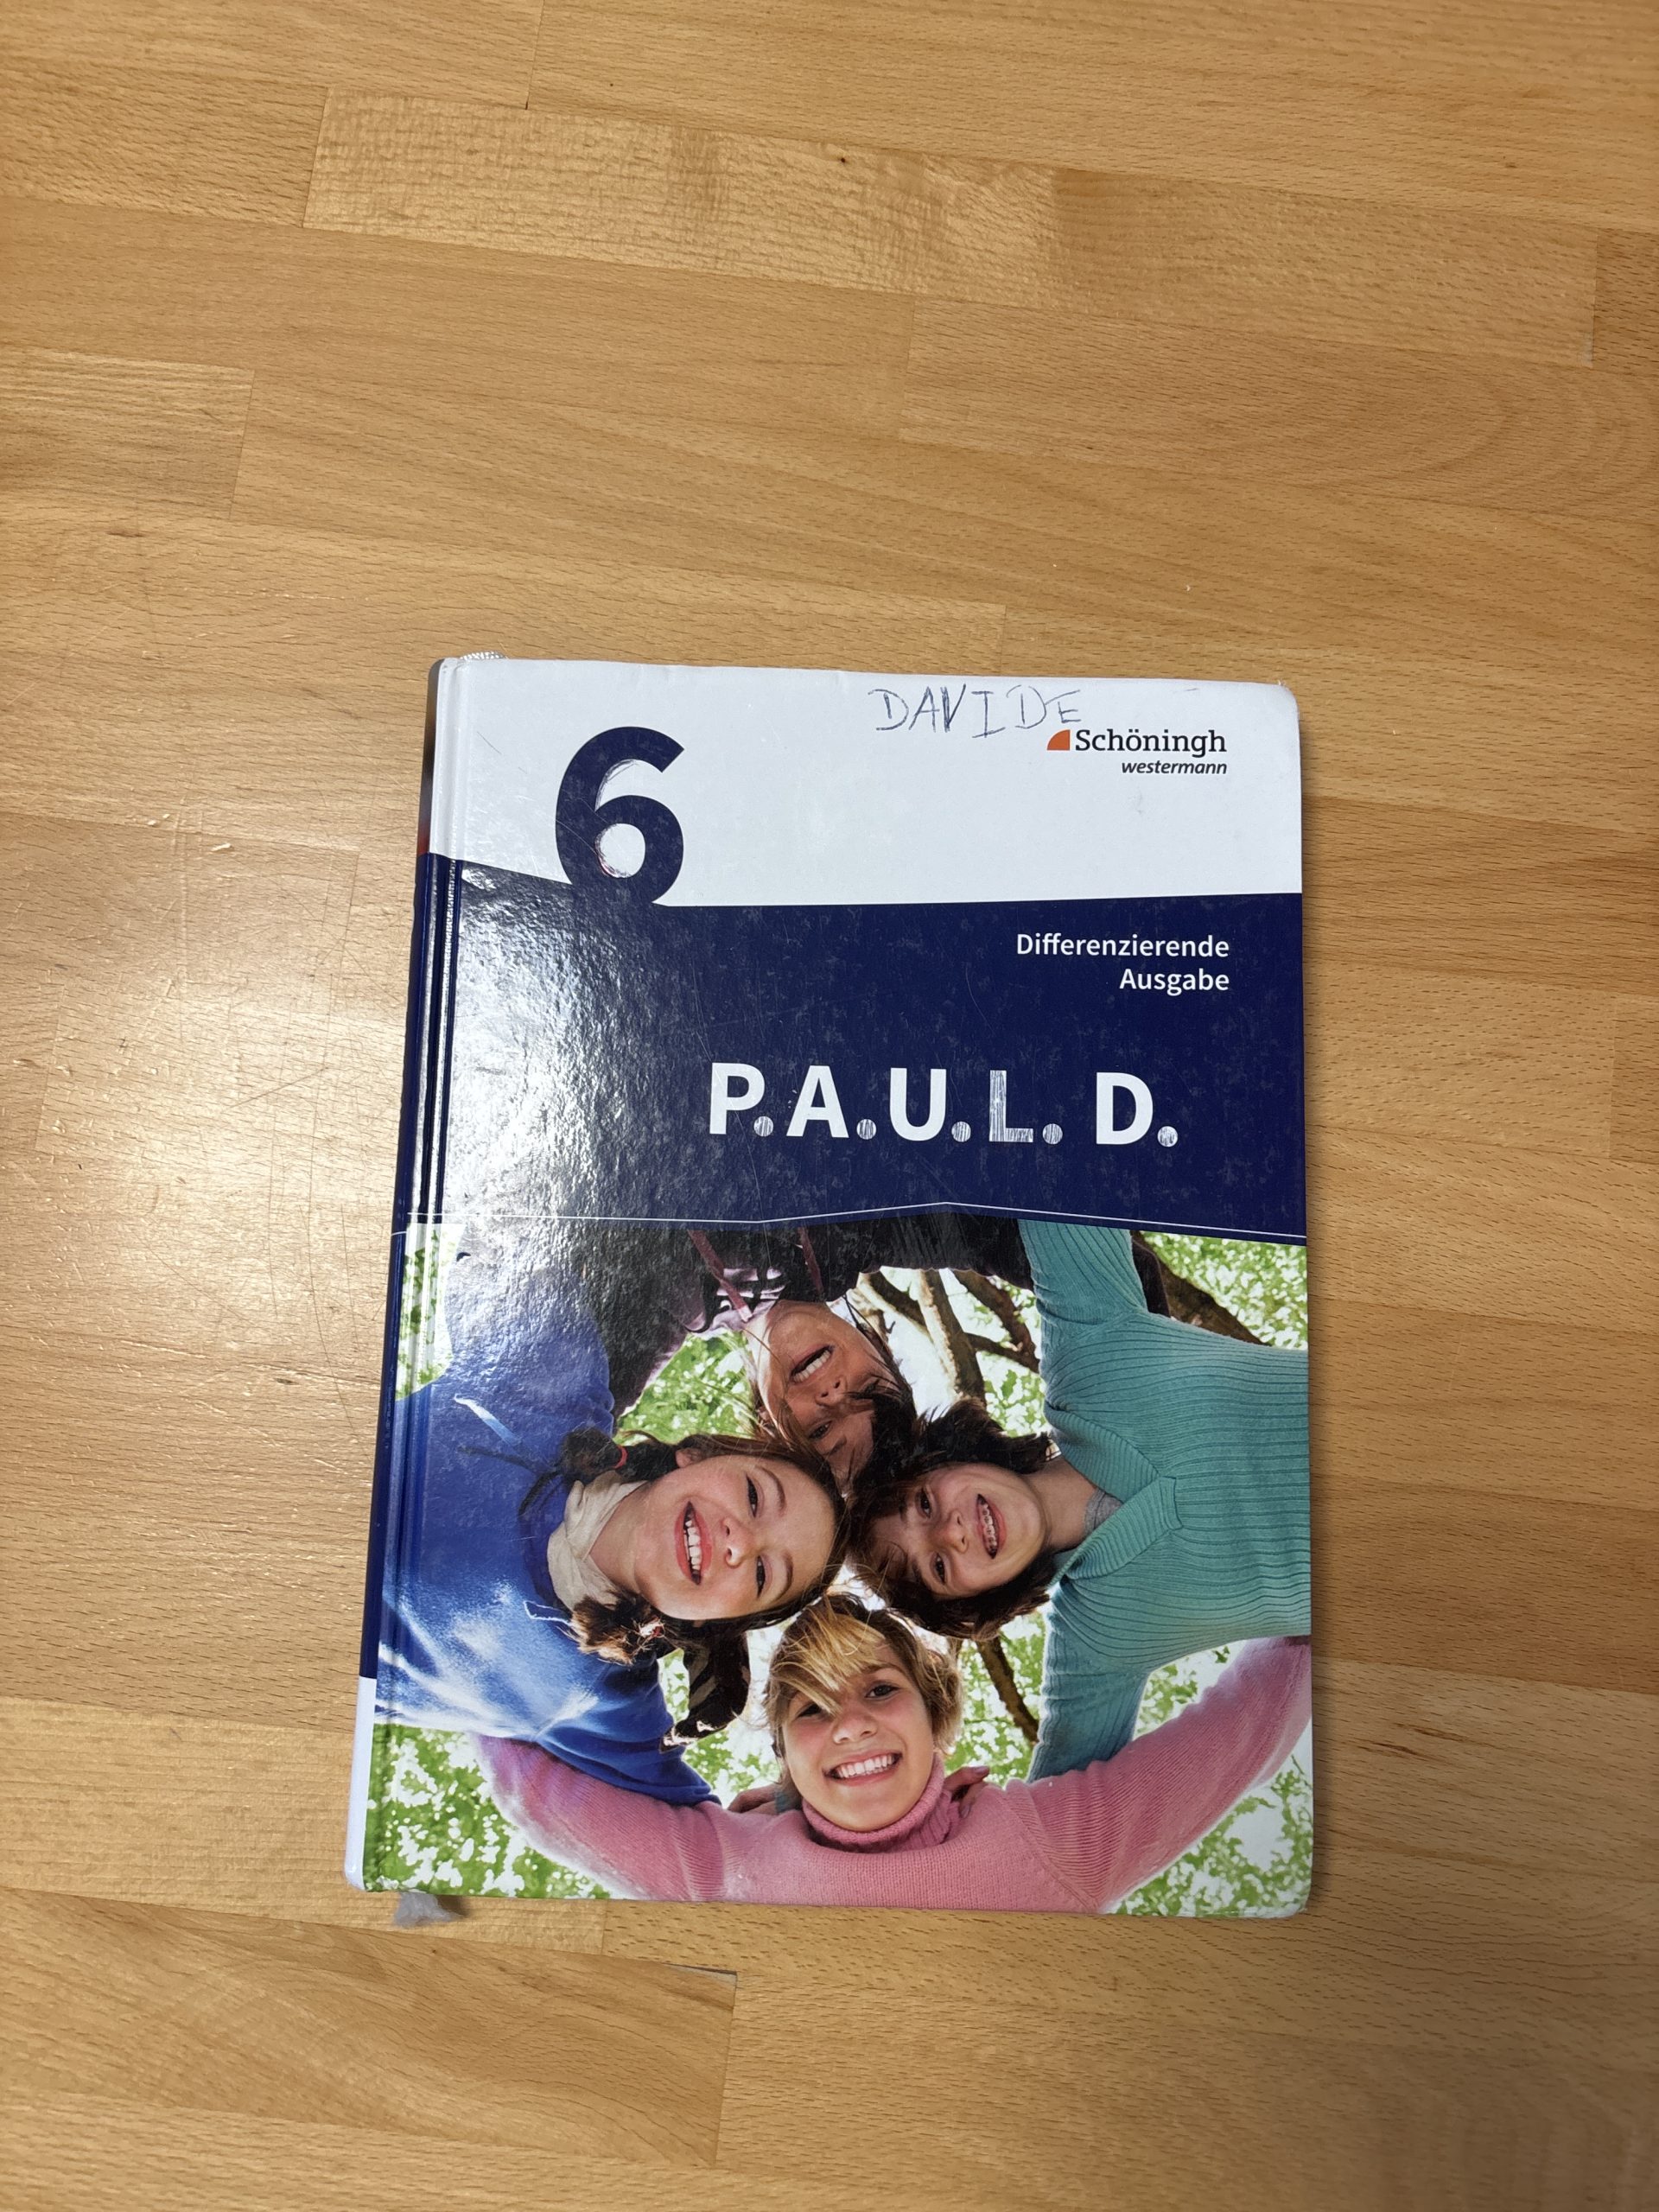 DAVIDE
Schöningh
westermann
6
Differenzierende
Ausgabe
P.A.U.L. D.